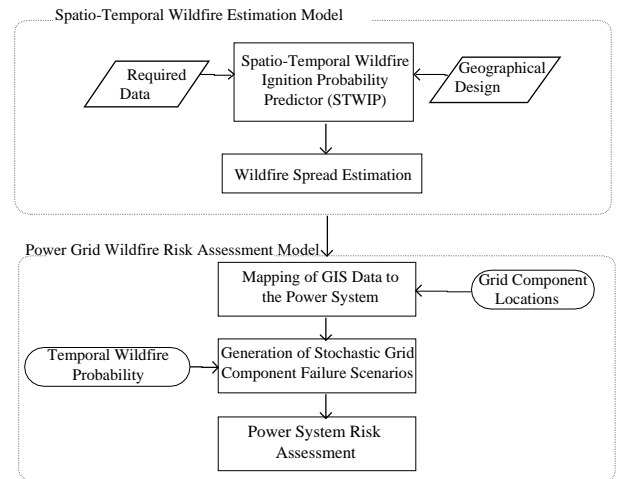 Spatio-Temporal Wildfire Estimation Model
Required
Data
Spatio-Temporal Wildfire
Ignition Probability
Predictor (STWIP)
Geographical
Design
Wildfire Spread Estimation
Power Grid Wildfire Risk Assessment Model
Mapping of GIS Data to
the Power System
Grid Component
Locations
Temporal Wildfire
Probability
Generation of Stochastic Grid
Component Failure Scenarios
Power System Risk
Assessment